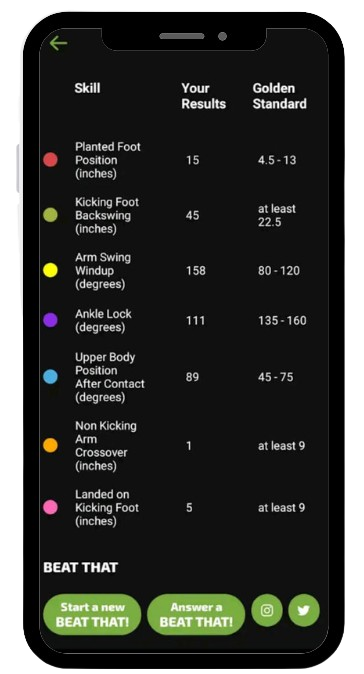 Skill Your Results Golden Standard
Planted Foot
Position
(inches)
15
4.5 - 13
Kicking Foot
Backswing
(inches)
45
at least
22.5
Arm Swing
Windup
(degrees)
158
80 - 120
Ankle Lock
(degrees)
111
135 - 160
Upper Body
Position
After Contact
(degrees)
89
45 - 75
Non Kicking
Arm
Crossover
(inches)
1
at least 9
Landed on
Kicking Foot
(inches)
5
at least 9
BEAT THAT
Start a new
BEAT THAT!
Answer a
BEAT THAT!